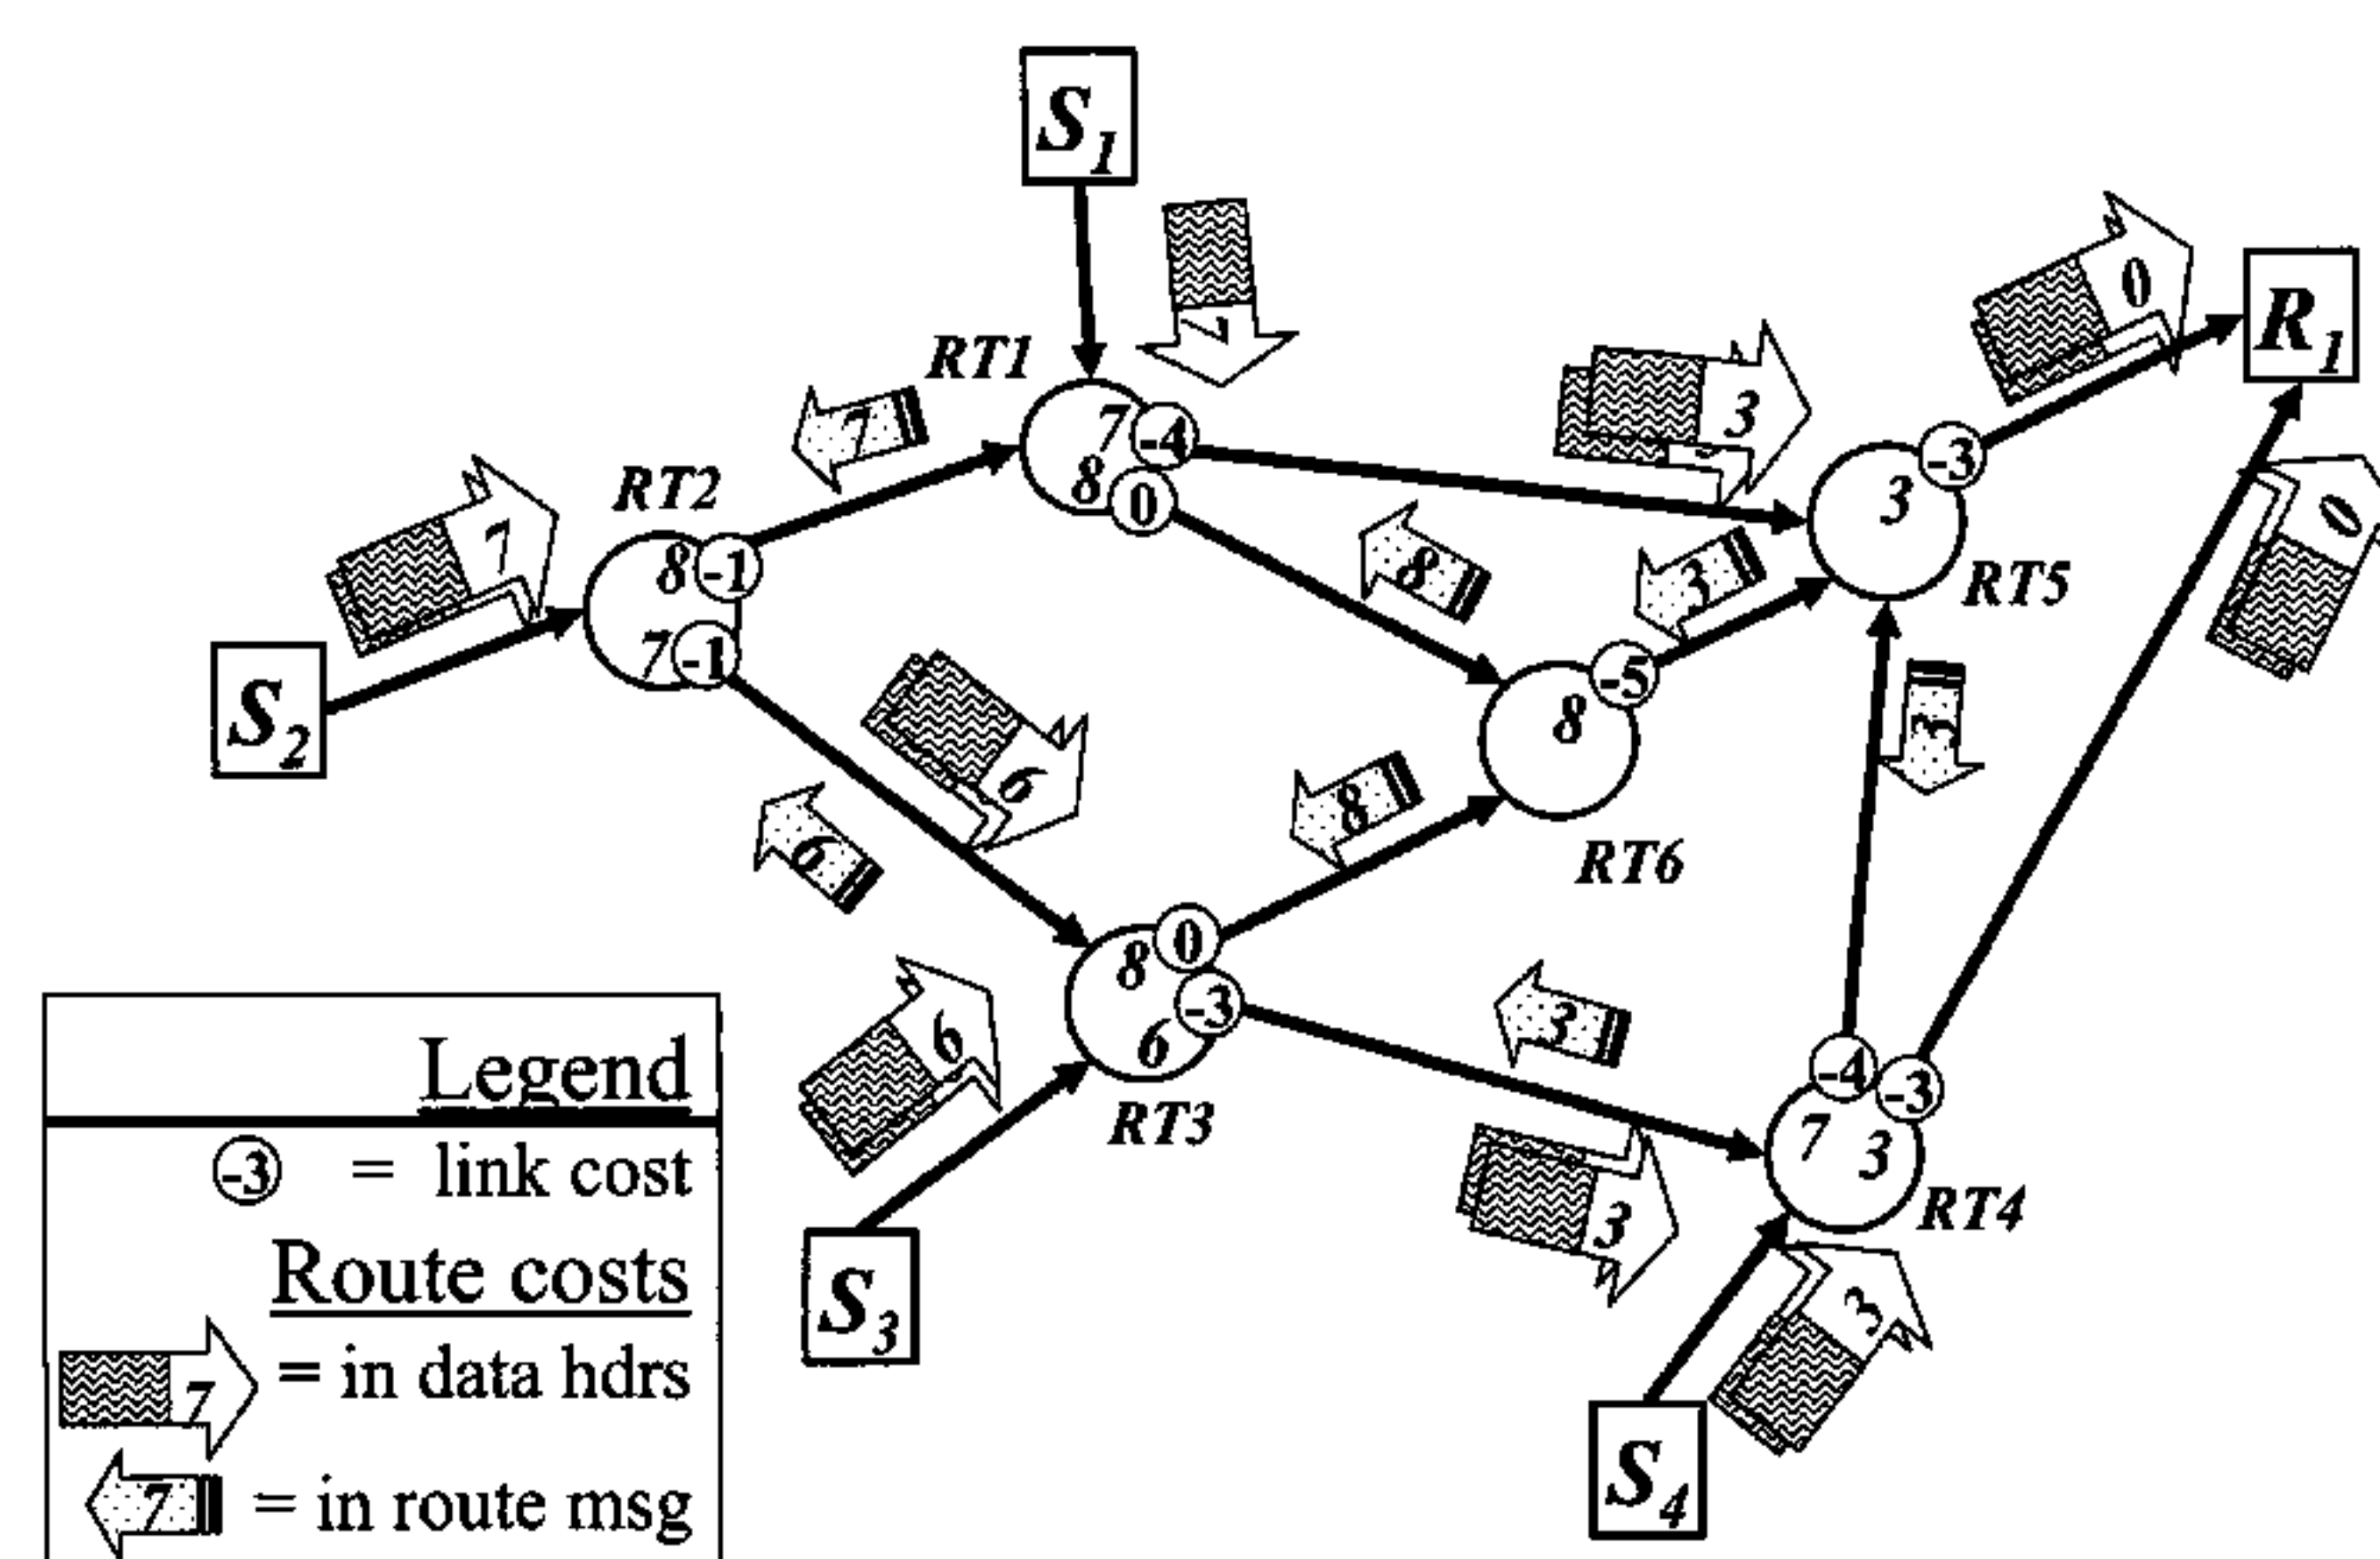 S1
0
7
R1
RT1
7
3
7 -4
-3
RT2
7
8
0
3
0
8 -1
8
3
RT5
7 -1
-5
S2
6
8
3
8
6
RT6
0
8
-3
3
6
6
-4
-3
Legend
RT3
7 3
-3 = link cost
3
RT4
Route costs
S3
3
7 = in data hdrs
S4
7 = in route msg